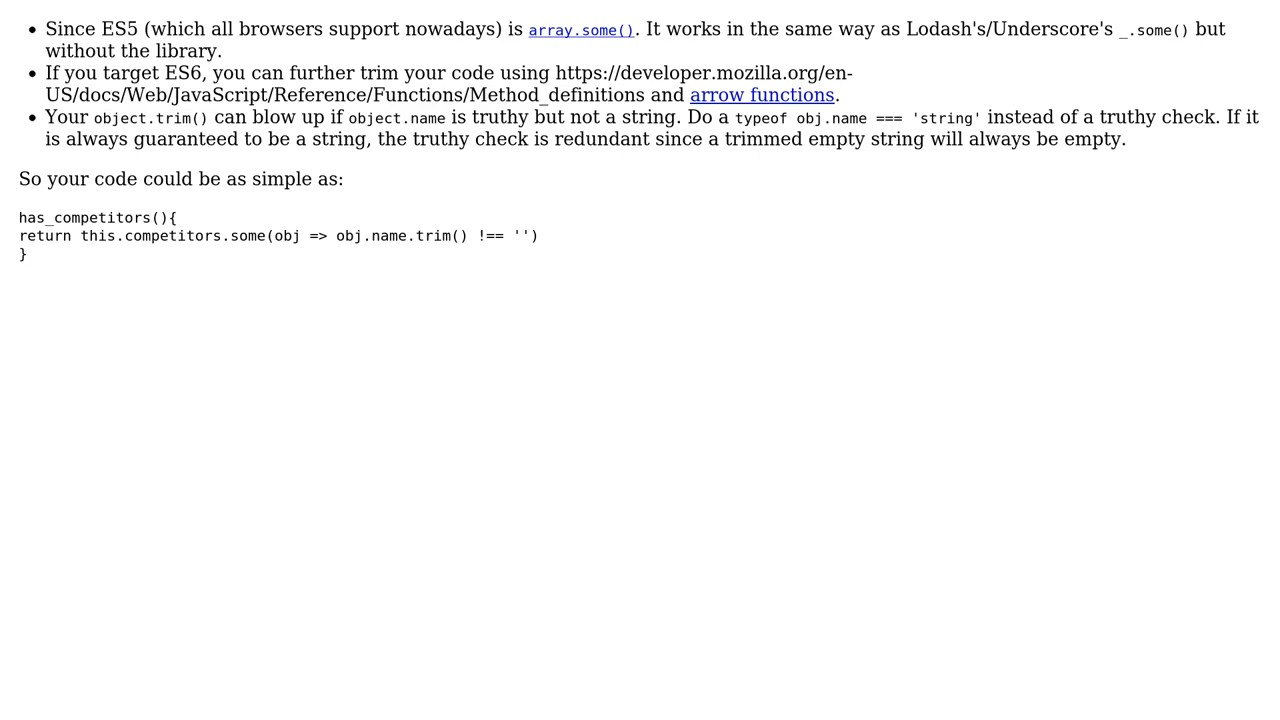 Since ES5 (which all browsers support nowadays) is array.some(). It works in the same way as Lodash's/Underscore's _.some() but
without the library.
If you target ES6, you can further trim your code using https://developer.mozilla.org/en-
US/docs/Web/JavaScript/Reference/Functions/Method_definitions and arrow functions.
Your object.trim() can blow up if object.name is truthy but not a string. Do a typeof obj.name === 'string' instead of a truthy check. If it
is always guaranteed to be a string, the truthy check is redundant since a trimmed empty string will always be empty.
So your code could be as simple as:
has_competitors(){
return this.competitors.some(obj => obj.name.trim() !== '')
}